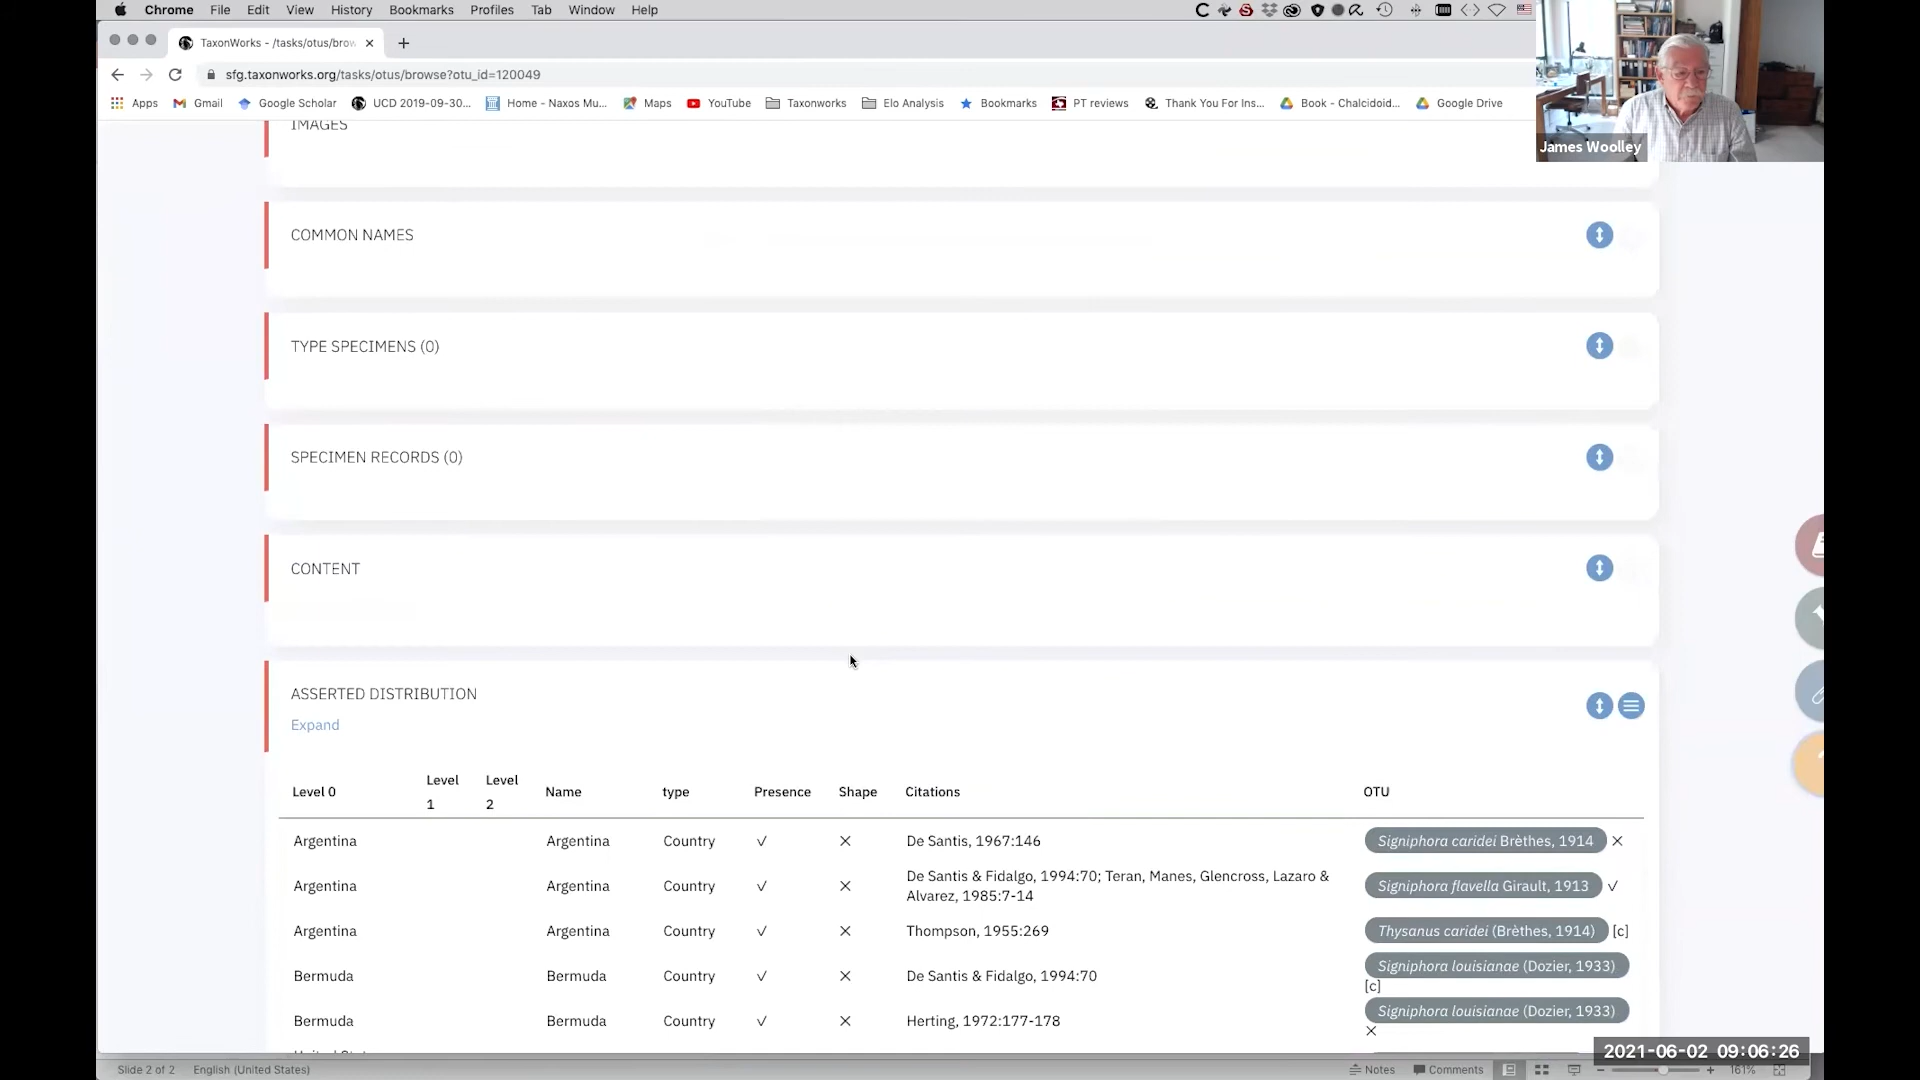 Chrome File Edit View History Bookmarks Profiles Tab Window Help
TaxonWorks - /tasks/otus/brow
sfg.taxonworks.org/tasks/otus/browse?otu_id=120049
Apps Gmail Google Scholar UCD 2019-09-30... Home - Naxos Mu... Maps YouTube Taxonworks Elo Analysis Bookmarks PT reviews Thank You For Ins... Book - Chalcidoid... Google Drive
James Woolley
IMAGES
COMMON NAMES
TYPE SPECIMENS (0)
SPECIMEN RECORDS (0)
CONTENT
ASSERTED DISTRIBUTION
Expand
Level 0 Level 1 Level 2 Name type Presence Shape Citations OTU
Argentina Argentina Country ✓ ✕ De Santis, 1967:146 Signiphora caridei Brèthes, 1914 ✕
Argentina Argentina Country ✓ ✕ De Santis & Fidalgo, 1994:70; Teran, Manes, Glencross, Lazaro &
Alvarez, 1985:7-14 Signiphora flavella Girault, 1913 ✓
Argentina Argentina Country ✓ ✕ Thompson, 1955:269 Thysanus caridei (Brèthes, 1914) [c]
Bermuda Bermuda Country ✓ ✕ De Santis & Fidalgo, 1994:70 Signiphora louisianae (Dozier, 1933)
[c]
Bermuda Bermuda Country ✓ ✕ Herting, 1972:177-178 Signiphora louisianae (Dozier, 1933)
✕
2021-06-02 09:06:26
Slide 2 of 2 English (United States) Notes Comments 161%